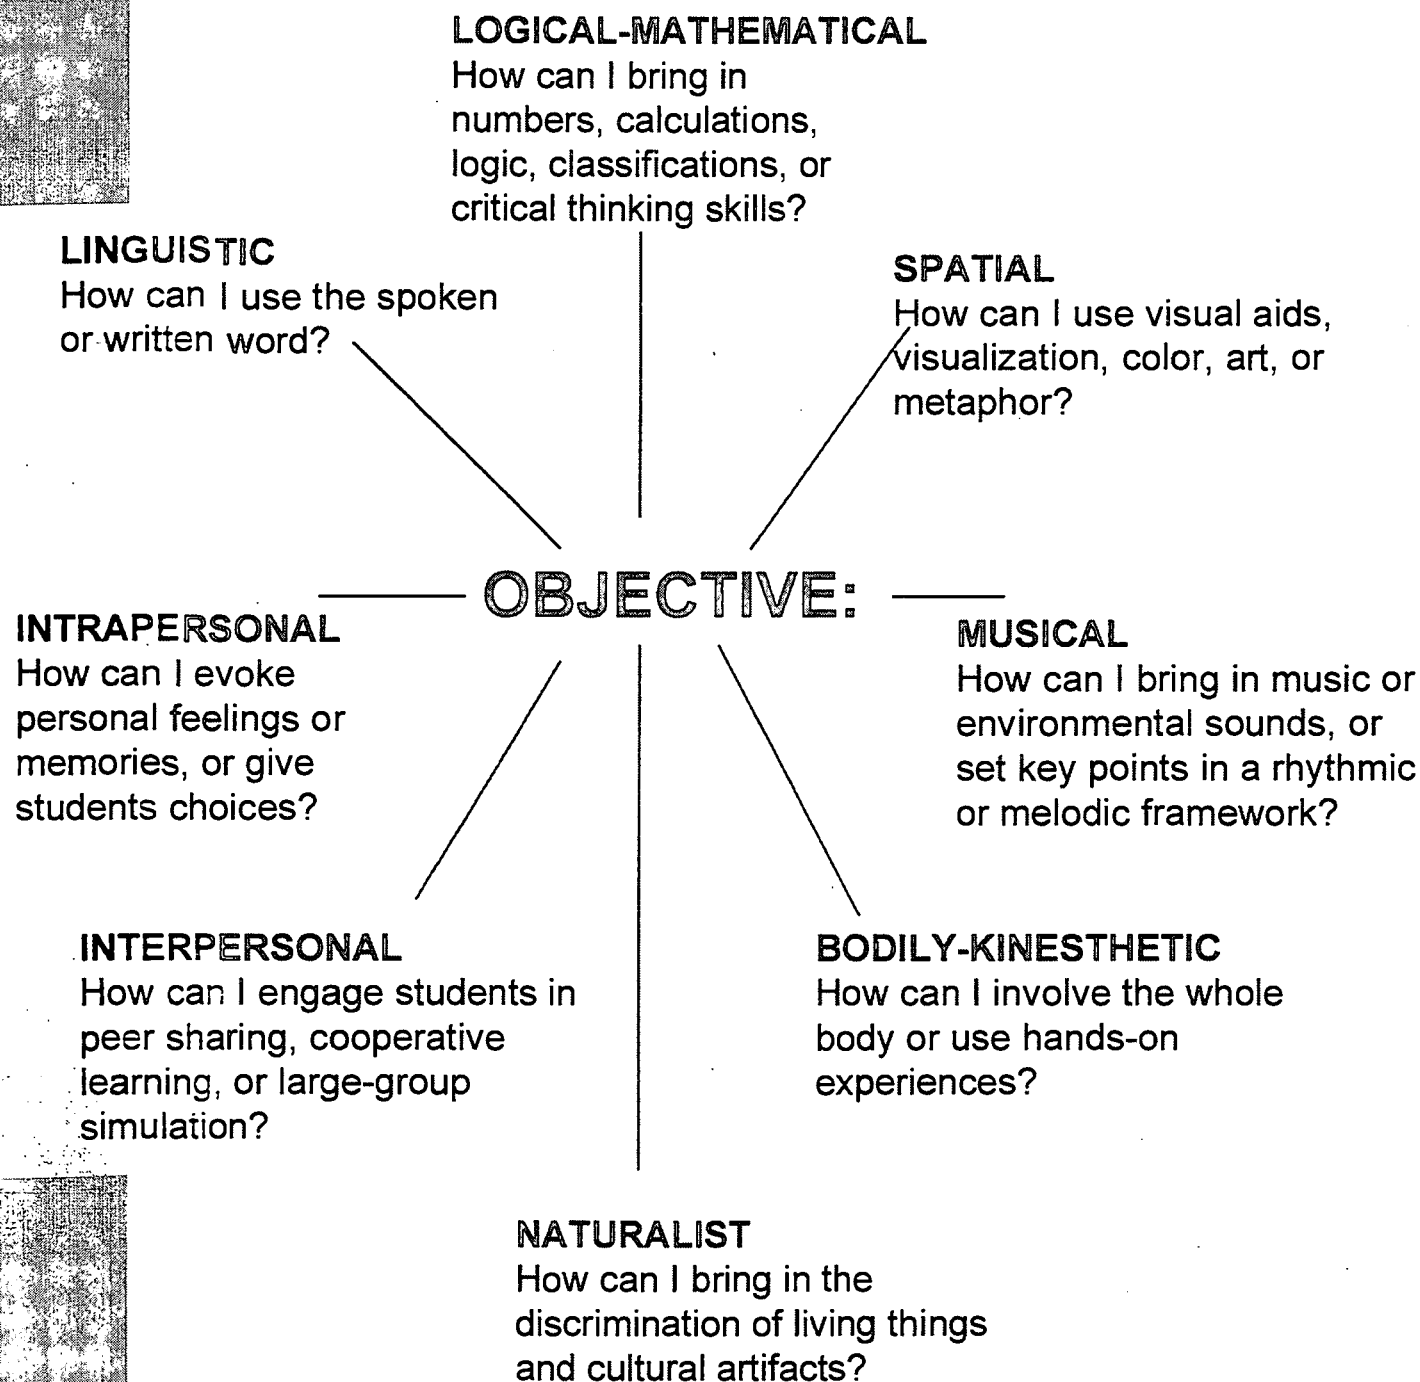 LOGICAL-MATHEMATICAL
How can I bring in
numbers, calculations,
logic, classifications, or
critical thinking skills?
LINGUISTIC
How can I use the spoken
or written word?
SPATIAL
How can I use visual aids,
visualization, color, art, or
metaphor?
OBJECTIVE:
INTRAPERSONAL
How can I evoke
personal feelings or
memories, or give
students choices?
MUSICAL
How can I bring in music or
environmental sounds, or
set key points in a rhythmic
or melodic framework?
INTERPERSONAL
How can I engage students in
peer sharing, cooperative
learning, or large-group
simulation?
BODILY-KINESTHETIC
How can I involve the whole
body or use hands-on
experiences?
NATURALIST
How can I bring in the
discrimination of living things
and cultural artifacts?